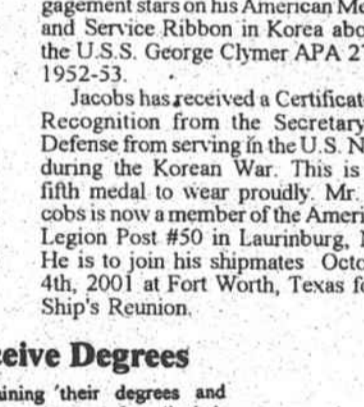 gagement stars on his American Me
and Service Ribbon in Korea abo
the U.S.S. George Clymer APA 2
1952-53.
Jacobs has received a Certificat
Recognition from the Secretary
Defense from serving in the U.S. N
during the Korean War. This is
fifth medal to wear proudly. Mr.
cobs is now a member of the Ameri
Legion Post #50 in Laurinburg,
He is to join his shipmates Octo
4th, 2001 at Fort Worth, Texas fo
Ship's Reunion.
ceive Degrees
ining their degrees and